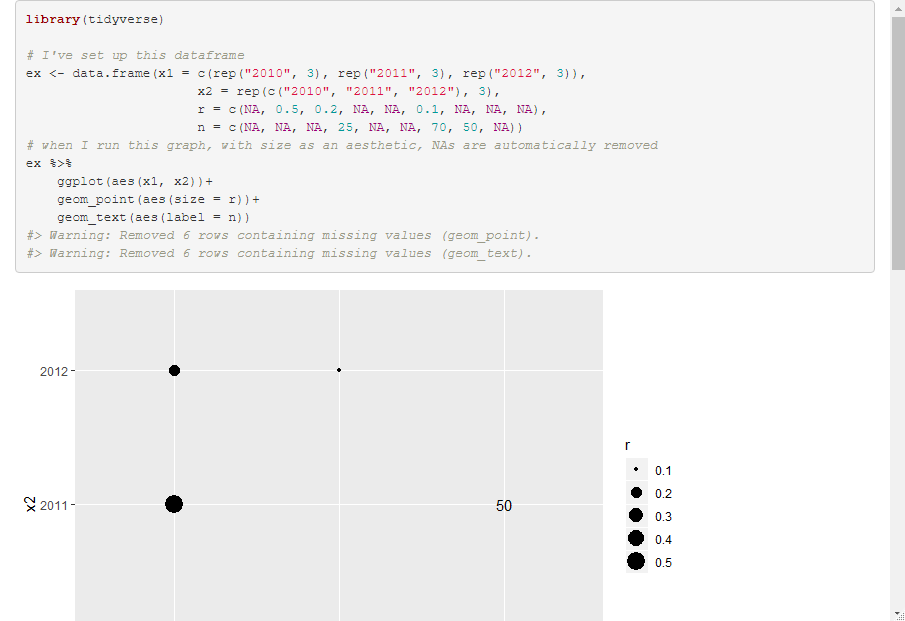 library(tidyverse)
# I've set up this dataframe
ex <- data.frame(x1 = c(rep("2010", 3), rep("2011", 3), rep("2012", 3)),
x2 = rep(c("2010", "2011", "2012"), 3),
r = c(NA, 0.5, 0.2, NA, NA, 0.1, NA, NA, NA),
n = c(NA, NA, NA, 25, NA, NA, 70, 50, NA))
# when I run this graph, with size as an aesthetic, NAs are automatically removed
ex %>%
ggplot(aes(x1, x2))+
geom_point(aes(size = r))+
geom_text(aes(label = n))
#> Warning: Removed 6 rows containing missing values (geom_point).
#> Warning: Removed 6 rows containing missing values (geom_text).
2012
x2
2011
50
r
0.1
0.2
0.3
0.4
0.5